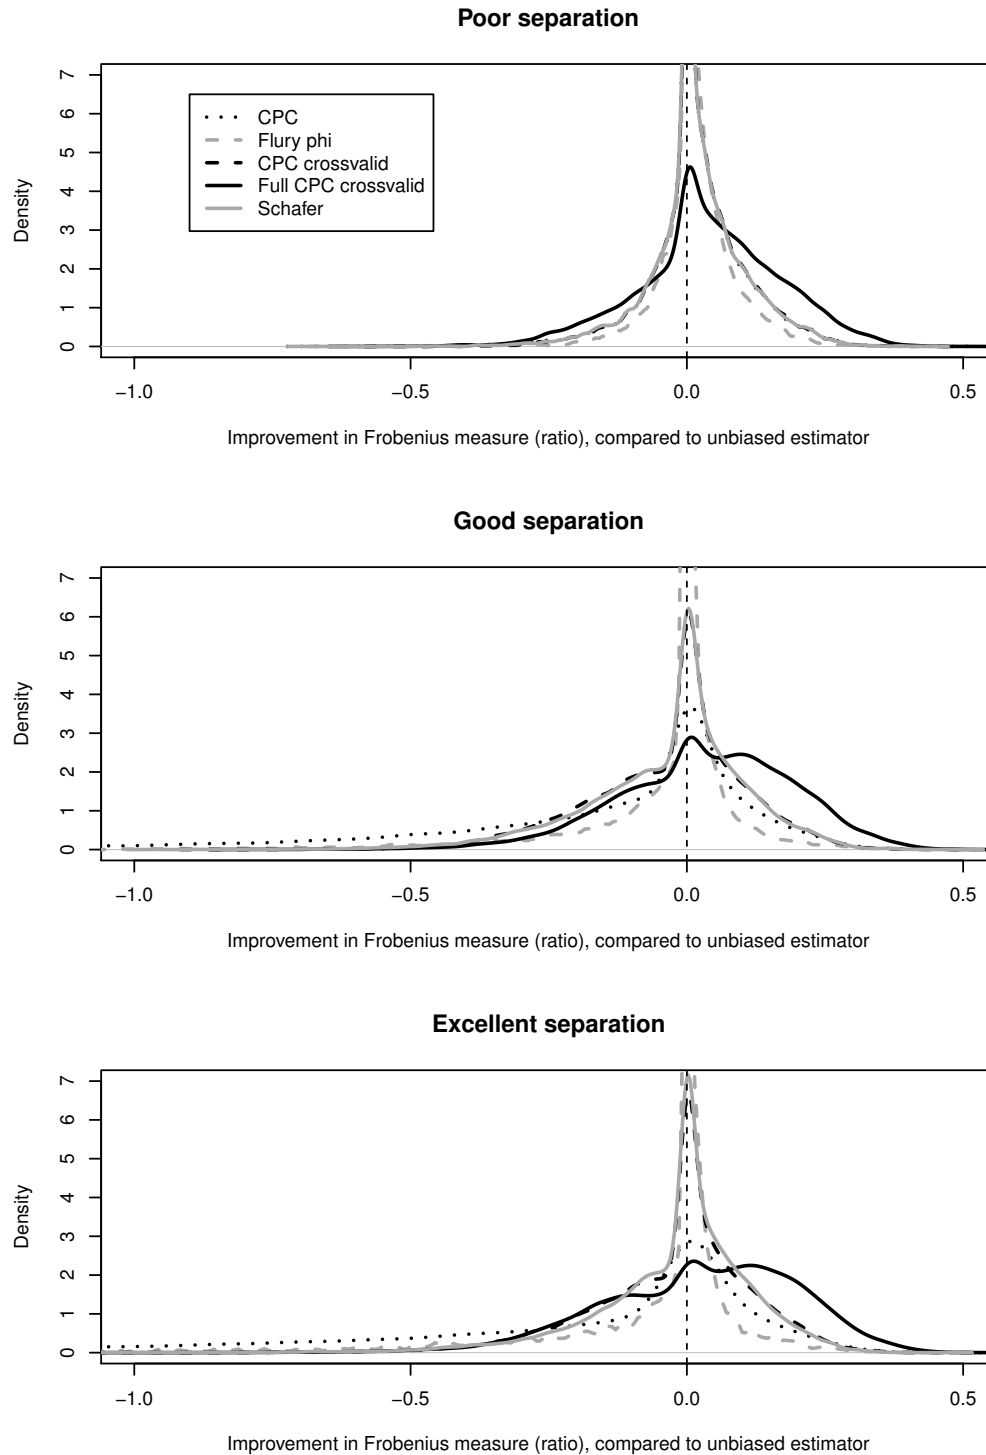 Poor separation
Density
7
6
5
4
3
2
1
0
CPC
Flury phi
CPC crossvalid
Full CPC crossvalid
Schafer
−1.0 −0.5 0.0 0.5
Improvement in Frobenius measure (ratio), compared to unbiased estimator
Good separation
Density
7
6
5
4
3
2
1
0
−1.0 −0.5 0.0 0.5
Improvement in Frobenius measure (ratio), compared to unbiased estimator
Excellent separation
Density
7
6
5
4
3
2
1
0
−1.0 −0.5 0.0 0.5
Improvement in Frobenius measure (ratio), compared to unbiased estimator